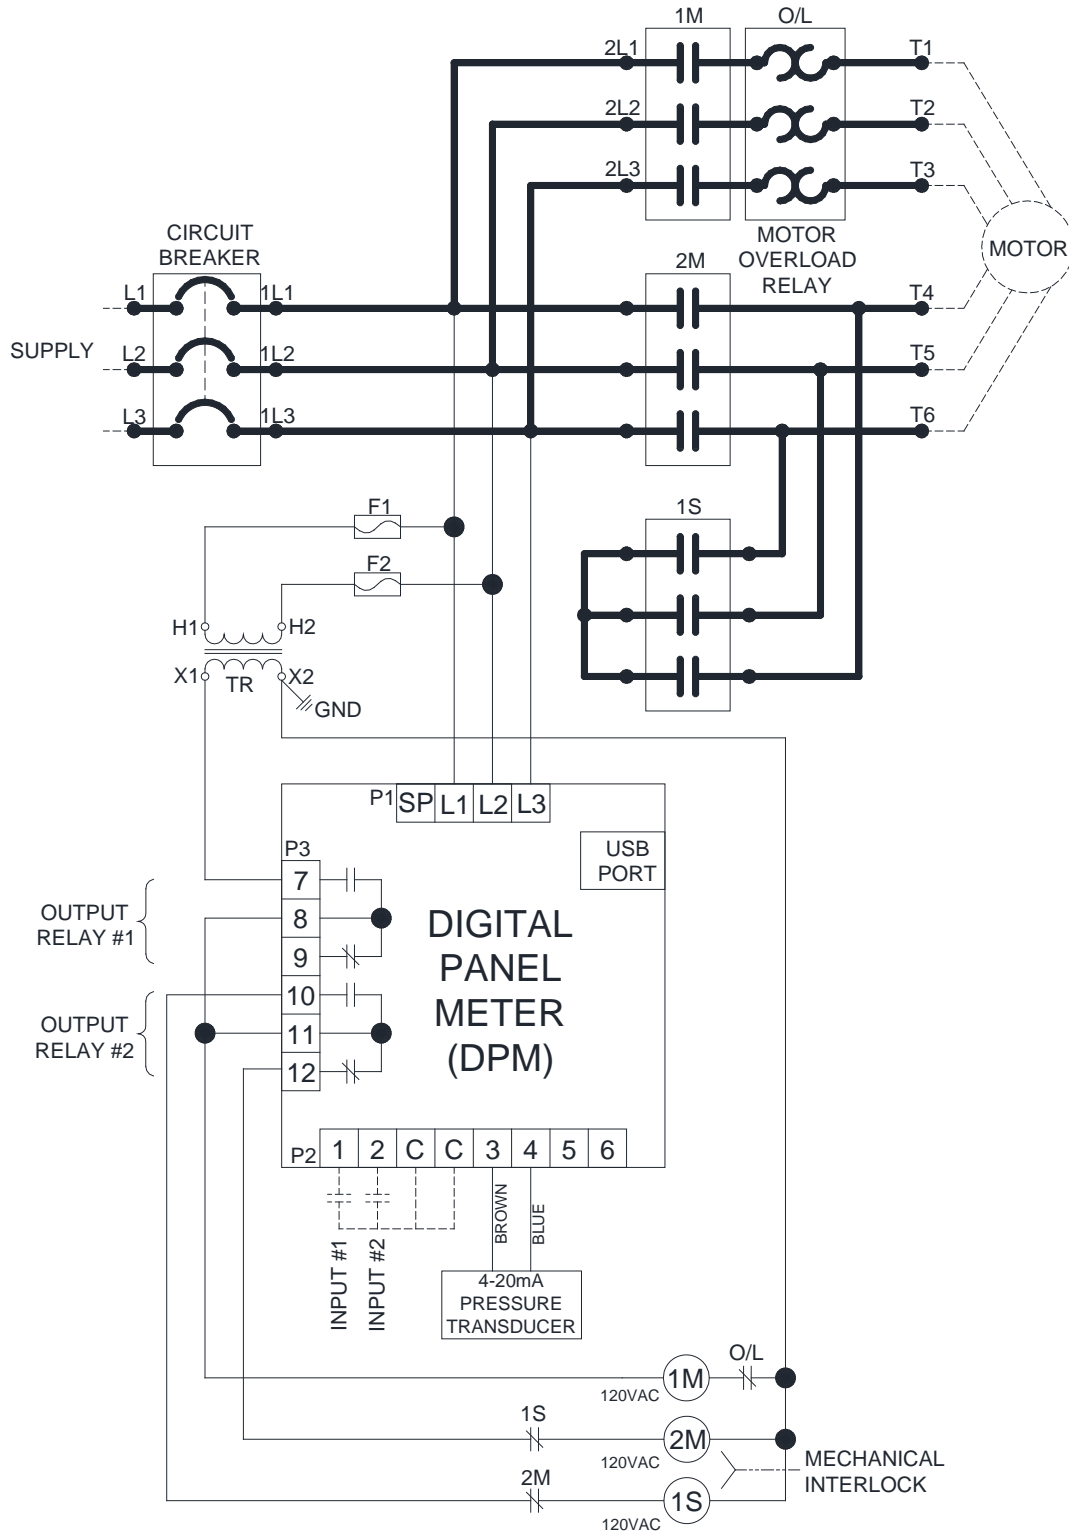 1M
O/L
2L1
T1
2L2
T2
2L3
T3
CIRCUIT
BREAKER
MOTOR
OVERLOAD
RELAY
MOTOR
2M
L1
1L1
T4
SUPPLY
L2
1L2
T5
L3
1L3
T6
F1
1S
F2
H1
H2
X1
TR
X2
GND
P1
SP
L1
L2
L3
USB
PORT
P3
7
8
9
10
11
12
OUTPUT
RELAY #1
OUTPUT
RELAY #2
DIGITAL
PANEL
METER
(DPM)
P2
1
2
C
C
3
4
5
6
BROWN
BLUE
INPUT #1
INPUT #2
4-20mA
PRESSURE
TRANSDUCER
O/L
1M
120VAC
1S
2M
120VAC
MECHANICAL
INTERLOCK
2M
1S
120VAC